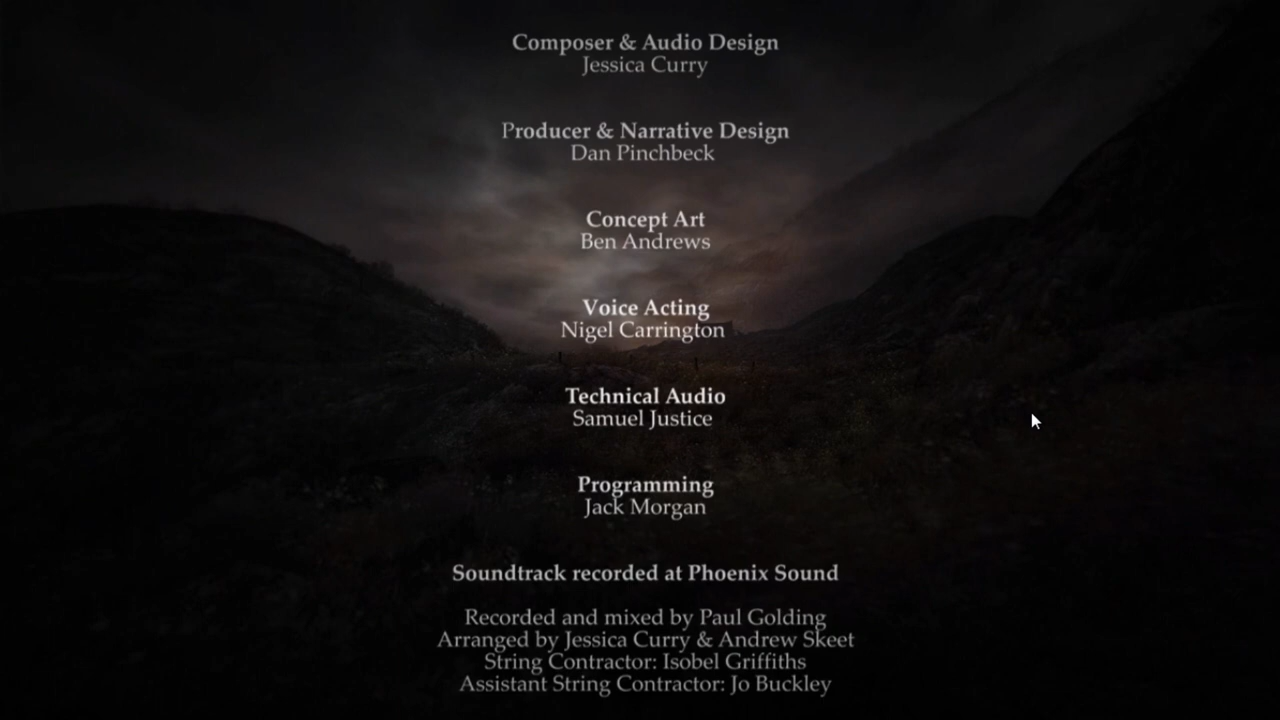 Composer & Audio Design
Jessica Curry
Producer & Narrative Design
Dan Pinchbeck
Concept Art
Ben Andrews
Voice Acting
Nigel Carrington
Technical Audio
Samuel Justice
Programming
Jack Morgan
Soundtrack recorded at Phoenix Sound
Recorded and mixed by Paul Golding
Arranged by Jessica Curry & Andrew Skeet
String Contractor: Isobel Griffiths
Assistant String Contractor: Jo Buckley